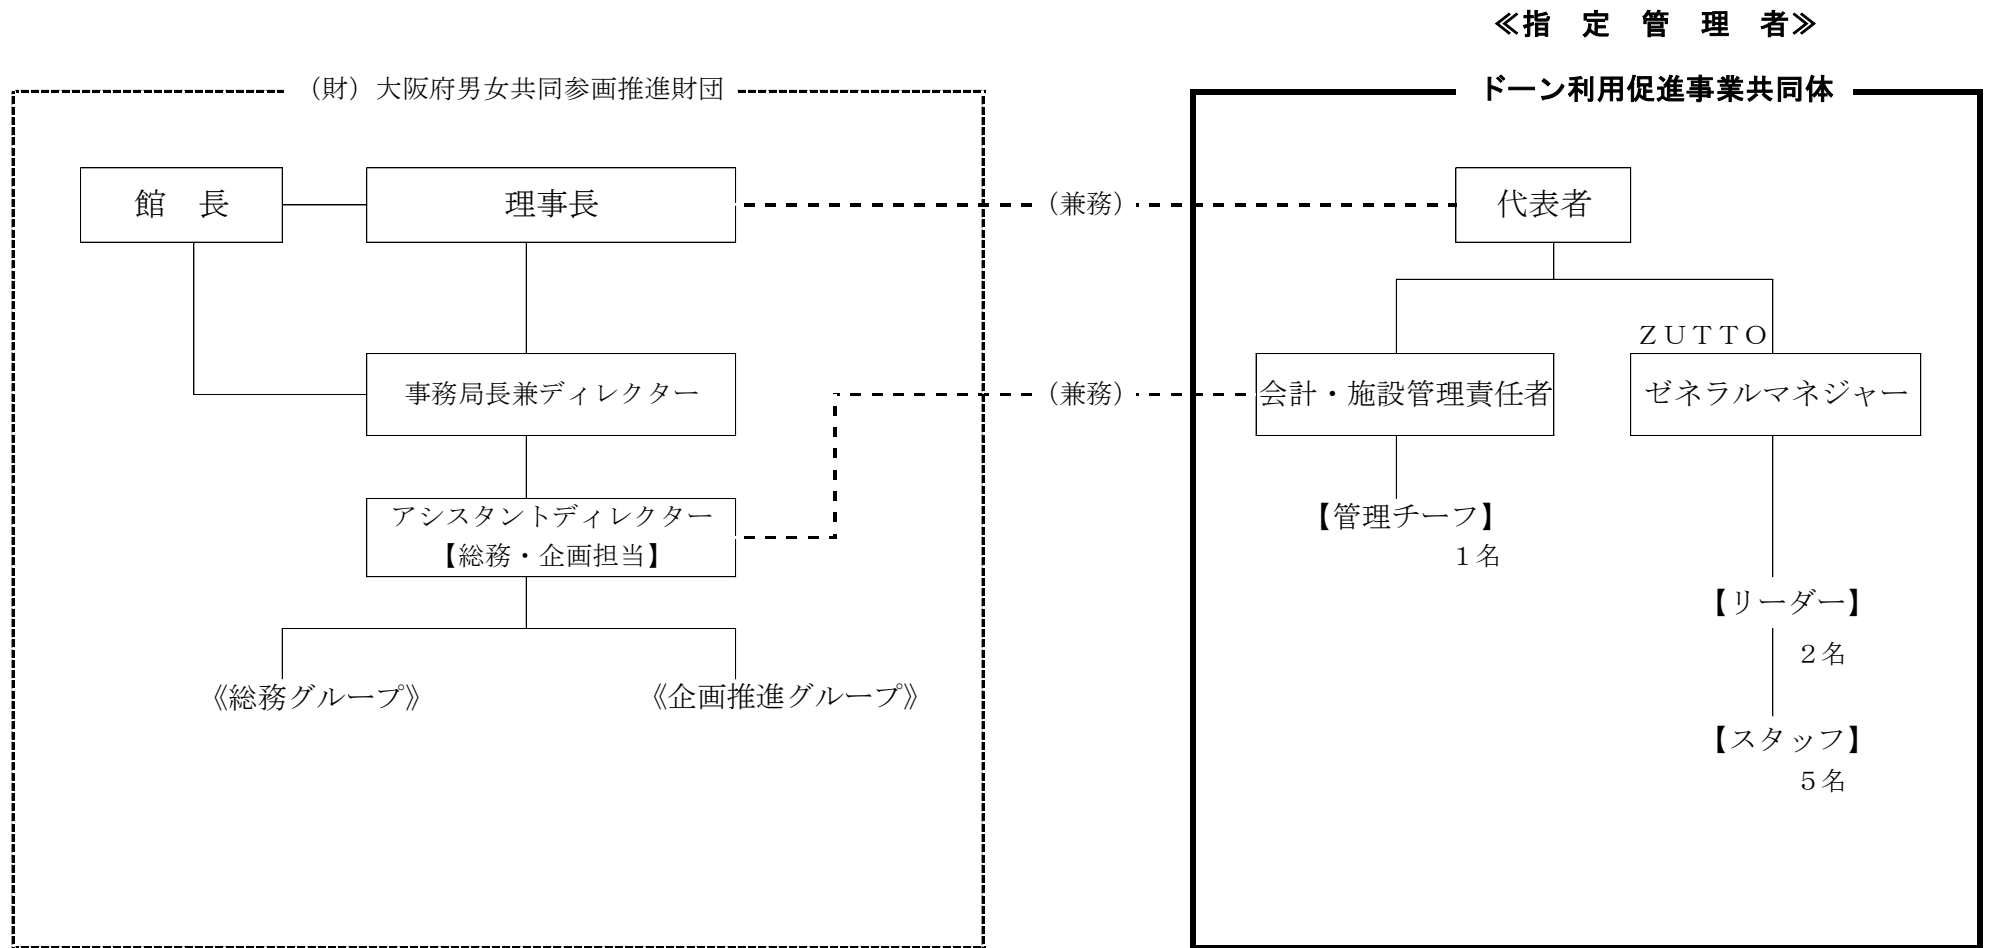 ≪指　定　管　理　者≫
（財）大阪府男女共同参画推進財団
ドーン利用促進事業共同体
館　長
理事長
（兼務）
代表者
ＺＵＴＴＯ
事務局長兼ディレクター
（兼務）
会計・施設管理責任者
ゼネラルマネジャー
アシスタントディレクター
【総務・企画担当】
【管理チーフ】
１名
【リーダー】
２名
《総務グループ》
《企画推進グループ》
【スタッフ】
５名